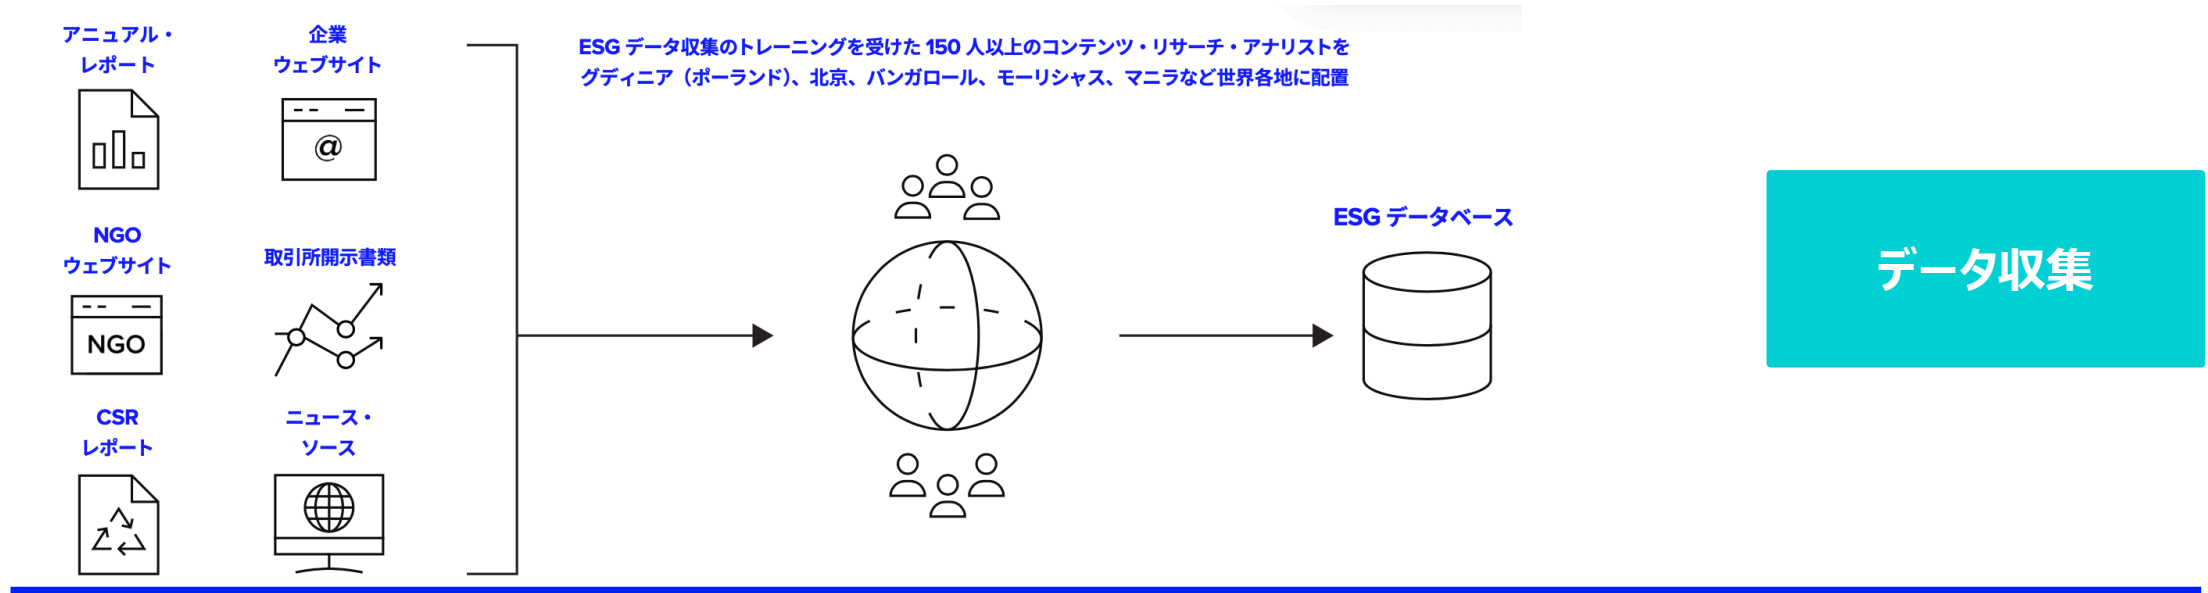 アニュアル・
レポート
企業
ウェブサイト
@
NGO
ウェブサイト
NGO
取引所開示書類
CSR
レポート
ニュース・
ソース
ESG データ収集のトレーニングを受けた 150 人以上のコンテンツ・リサーチ・アナリストを
グディニア（ポーランド）、北京、バンガロール、モーリシャス、マニラなど世界各地に配置
ESG データベース
データ収集